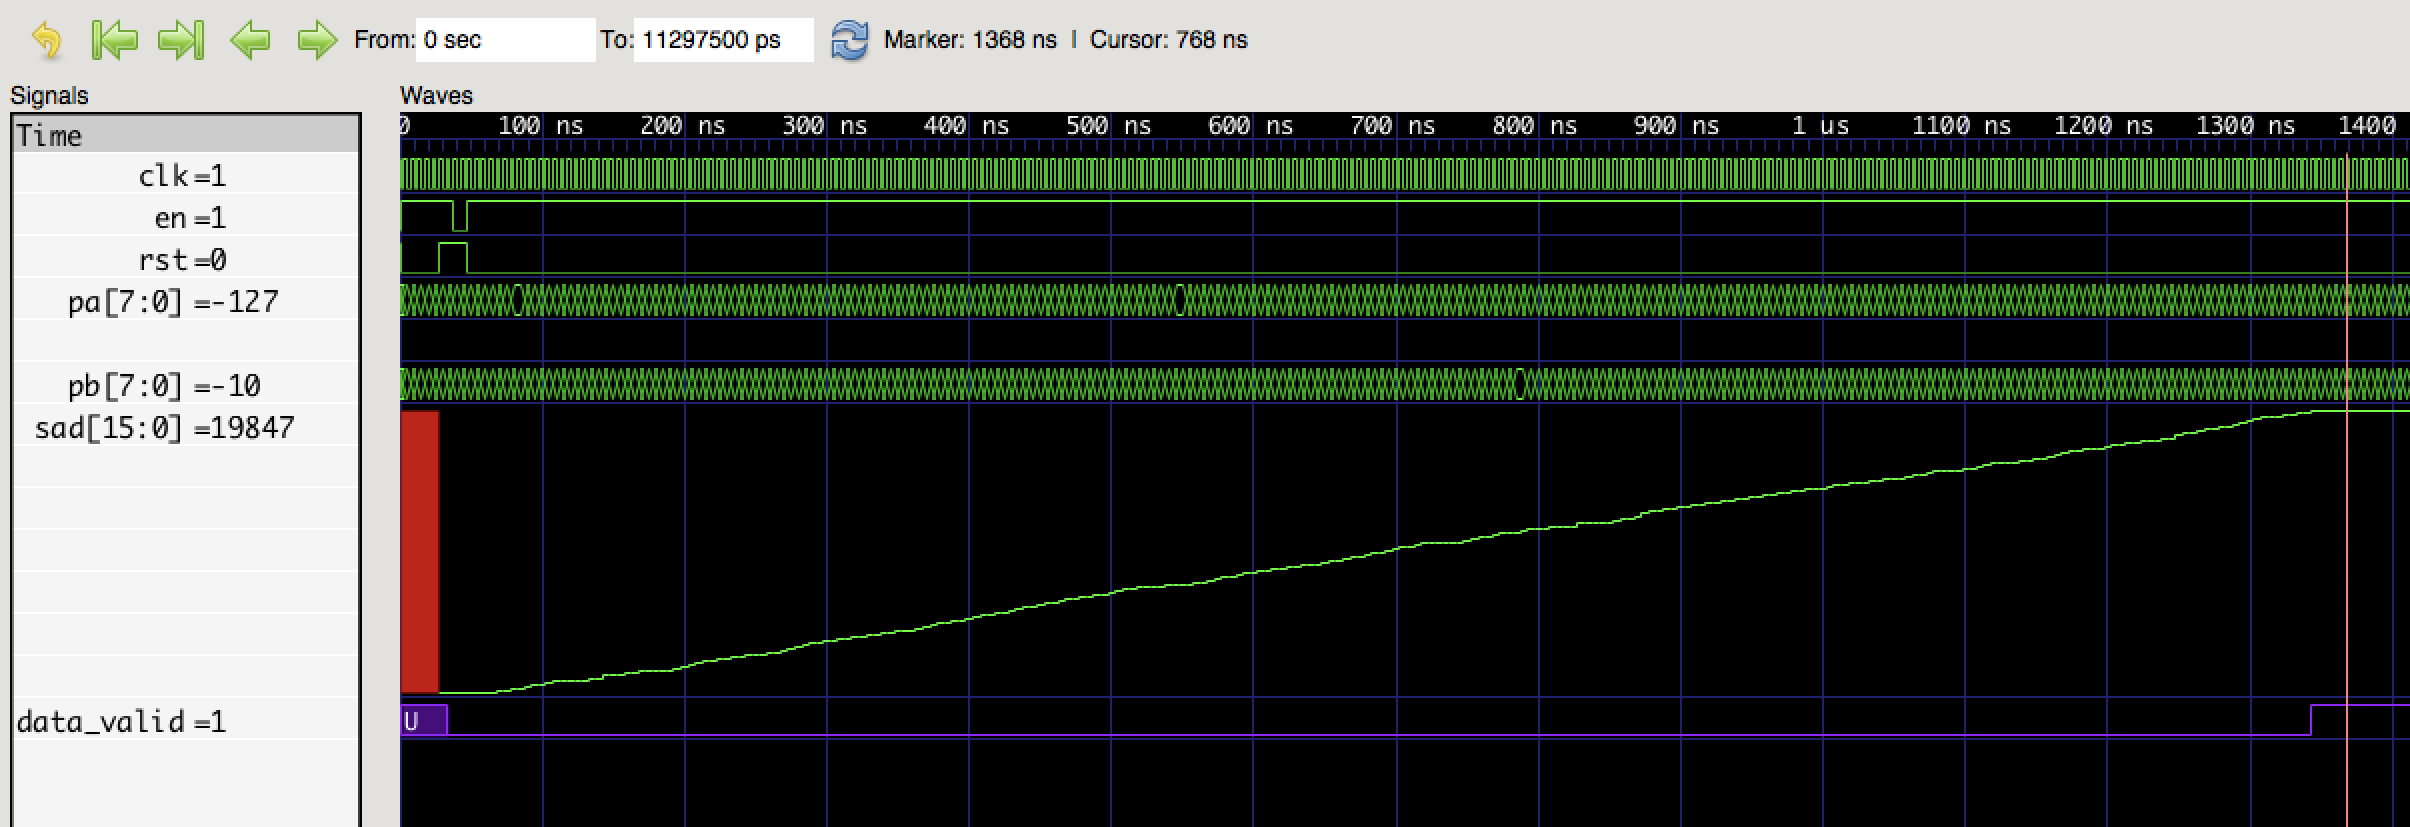 From: 0 sec To: 11297500 ps Marker: 1368 ns | Cursor: 768 ns
Signals Waves
Time 0 100 ns 200 ns 300 ns 400 ns 500 ns 600 ns 700 ns 800 ns 900 ns 1 us 1100 ns 1200 ns 1300 ns 1400
clk=1
en=1
rst=0
pa[7:0]=-127
pb[7:0]=-10
sad[15:0]=19847
data_valid=1 U